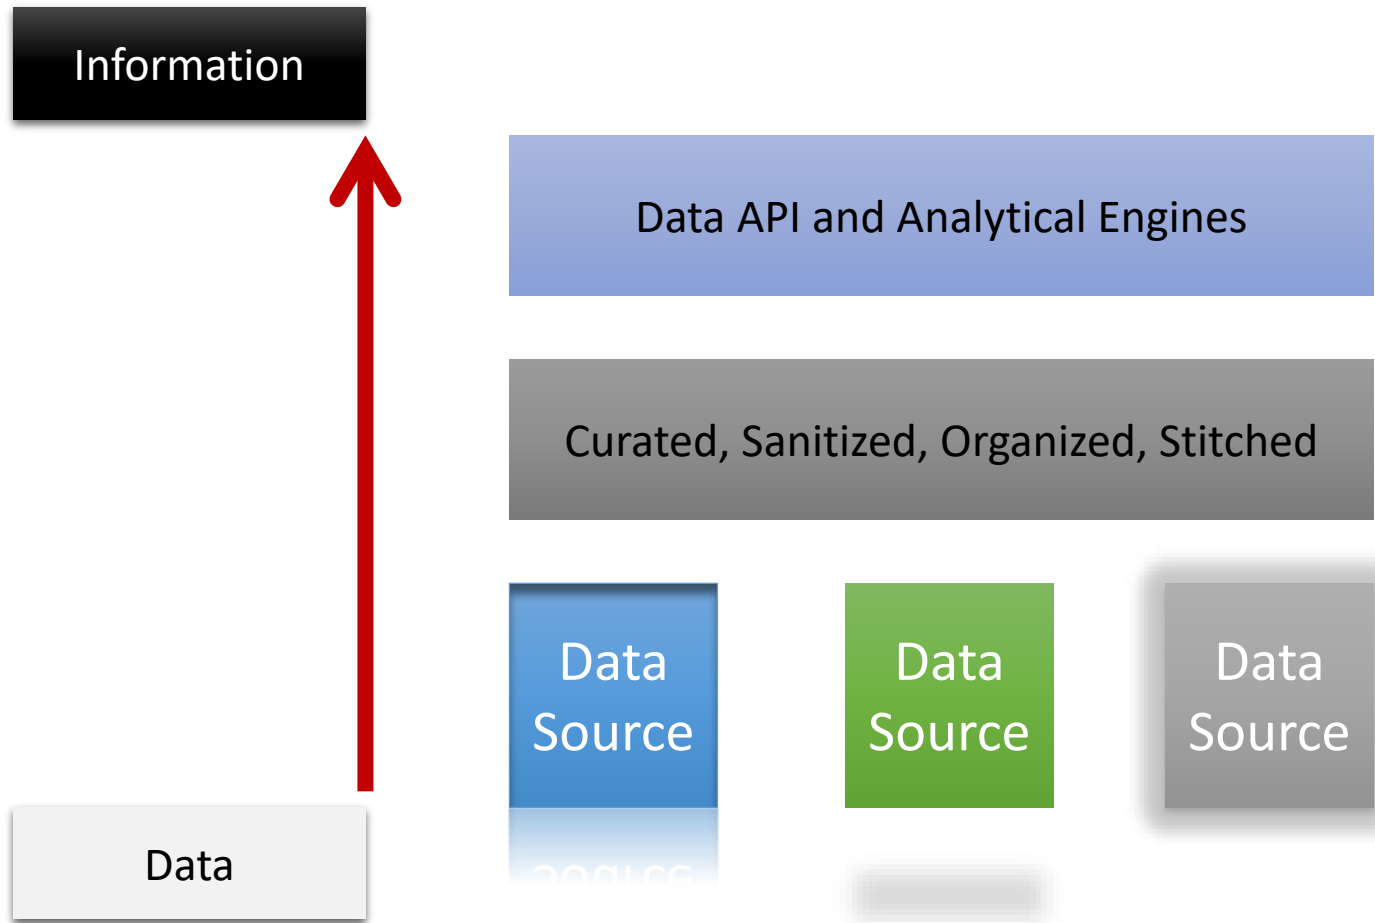 Information
Data API and Analytical Engines
Curated, Sanitized, Organized, Stitched
Data
Source
Data
Source
Data
Source
Data